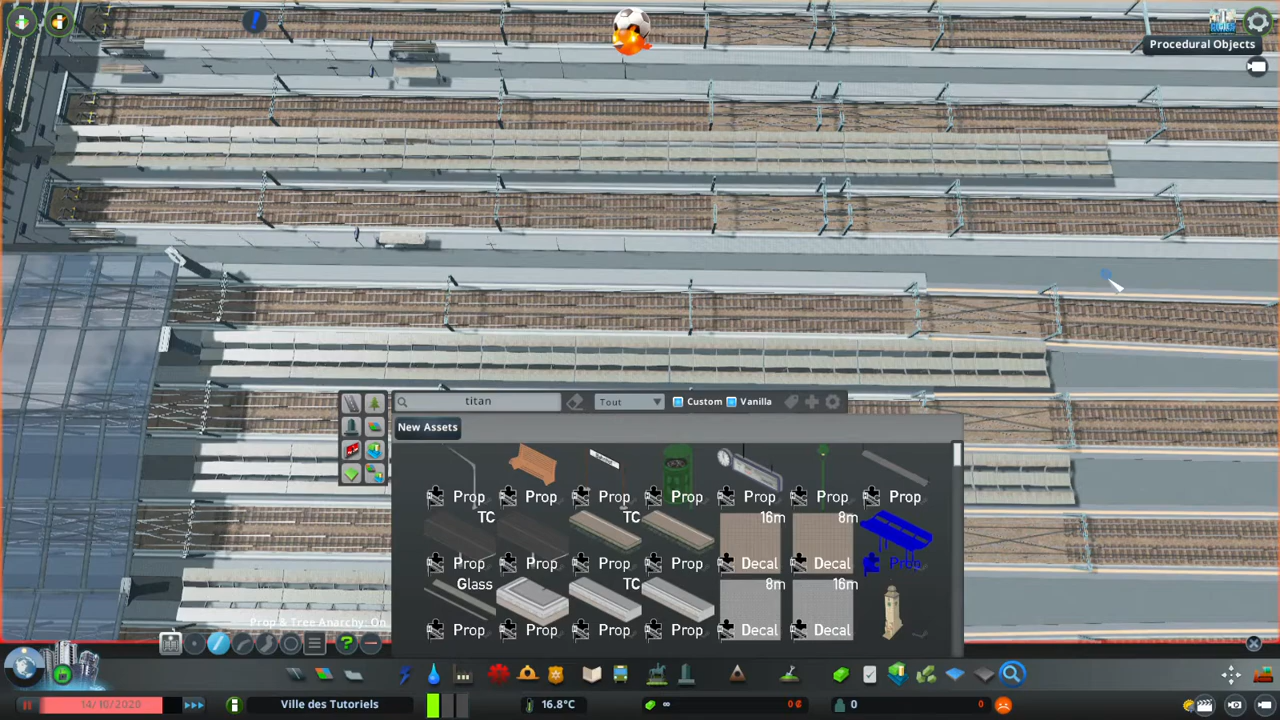 Procedural Objects
titan
Tout
Custom
Vanilla
New Assets
Prop
Prop
Prop
Prop
Prop
Prop
Prop
TC
TC
16m
8m
Prop
Prop
Prop
Prop
Decal
Decal
Prop
Glass
TC
8m
16m
Prop
Prop
Prop
Prop
Decal
Decal
Prop & Tree Anarchy: On
14/10/2020
Ville des Tutoriels
16.8°C
∞
0 ₡
0
0